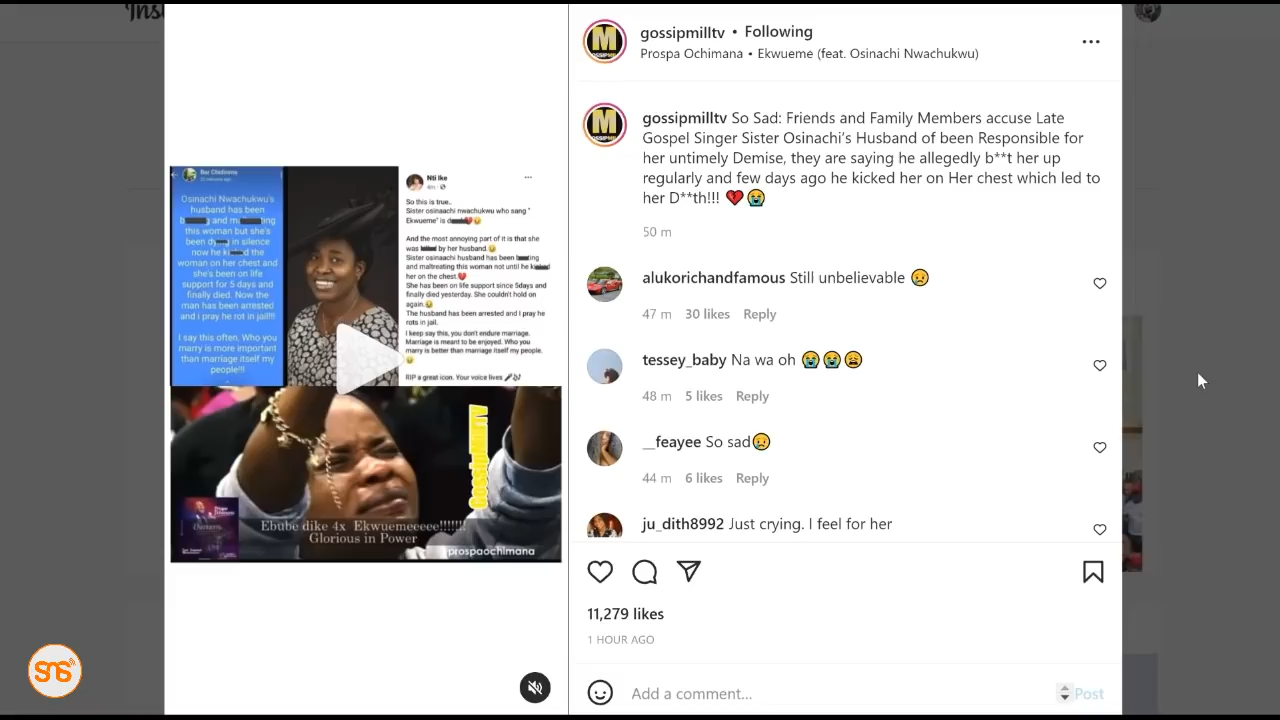 Ins
gossipmilltv • Following
Prospa Ochimana • Ekwueme (feat. Osinachi Nwachukwu)
gossipmilltv So Sad: Friends and Family Members accuse Late
Gospel Singer Sister Osinachi's Husband of been Responsible for
her untimely Demise, they are saying he allegedly b**t her up
regularly and few days ago he kicked her on Her chest which led to
her D**th!!! 💔😭
50 m
alukorichandfamous Still unbelievable 😥
47 m 30 likes Reply
tessey_baby Na wa oh 😭😭😩
48 m 5 likes Reply
__feayee So sad😥
44 m 6 likes Reply
ju_dith8992 Just crying. I feel for her
11,279 likes
1 HOUR AGO
Add a comment...
Post
Osinachi Nwachukwu's
husband has been
and
this woman but she's
been in silence
now he the
woman on her chest and
she's been on life
support for 5 days and
finally died. Now the
man has been arrested
and i pray he rot in jail!!!!
I say this often, Who you
marry is more important
than marriage itself my
people!!!
Nti Ike
So this is true..
Sister osinaachi nwachukwu who sang "
Ekwueme" is
And the most annoying part of it is that she
was by her husband.
Sister osinaachi husband has been
and maltreating this woman not until he
her on the chest.
She has been on life support since 5days and
finally died yesterday. She couldn't hold on
again.
The husband has been arrested and I pray he
rots in jail.
I keep say this, you don't endure marriage.
Marriage is meant to be enjoyed. Who you
marry is better than marriage itself my people.
RIP a great icon. Your voice lives
GossipMillTV
Ebube dike 4x Ekwuemeeeee!!!!!!!
Glorious in Power
prospaochimana
SNS